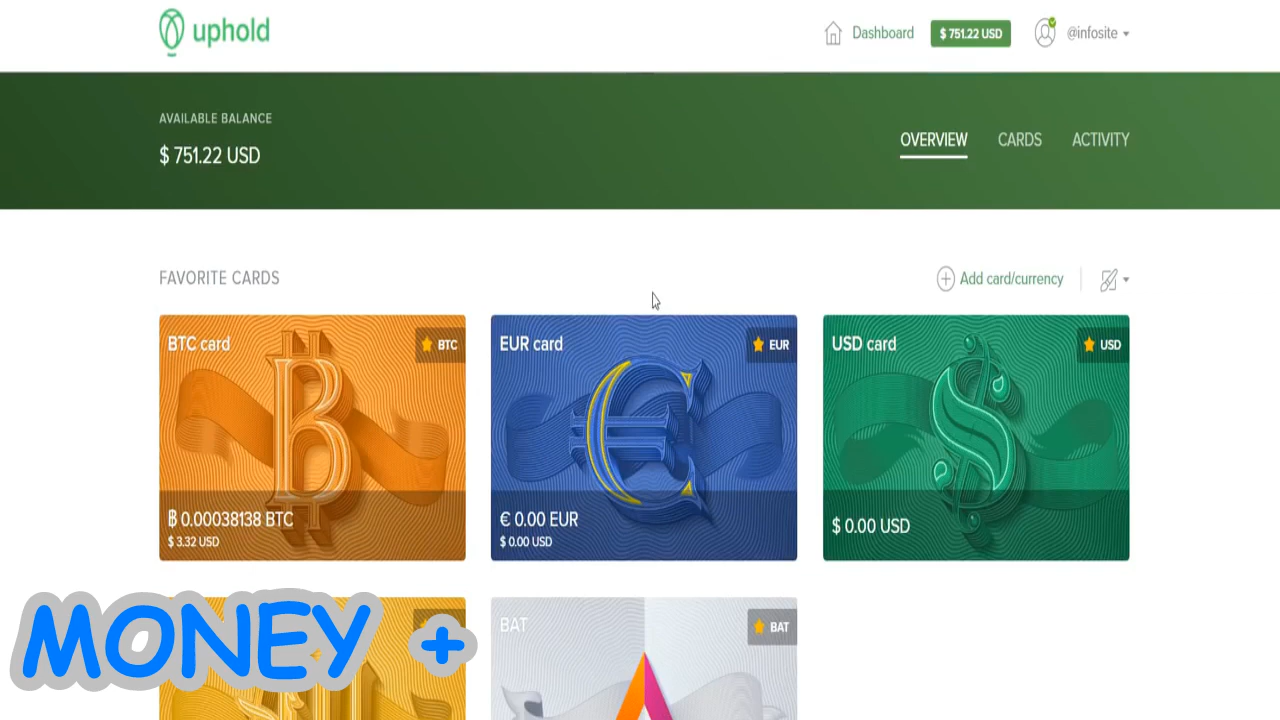 uphold
Dashboard
$ 751.22 USD
@infosite
AVAILABLE BALANCE
$ 751.22 USD
OVERVIEW
CARDS
ACTIVITY
FAVORITE CARDS
Add card/currency
BTC card
BTC
EUR card
EUR
USD card
USD
₿ 0.00038138 BTC
$ 3.32 USD
€ 0.00 EUR
$ 0.00 USD
$ 0.00 USD
MONEY +
BAT
BAT